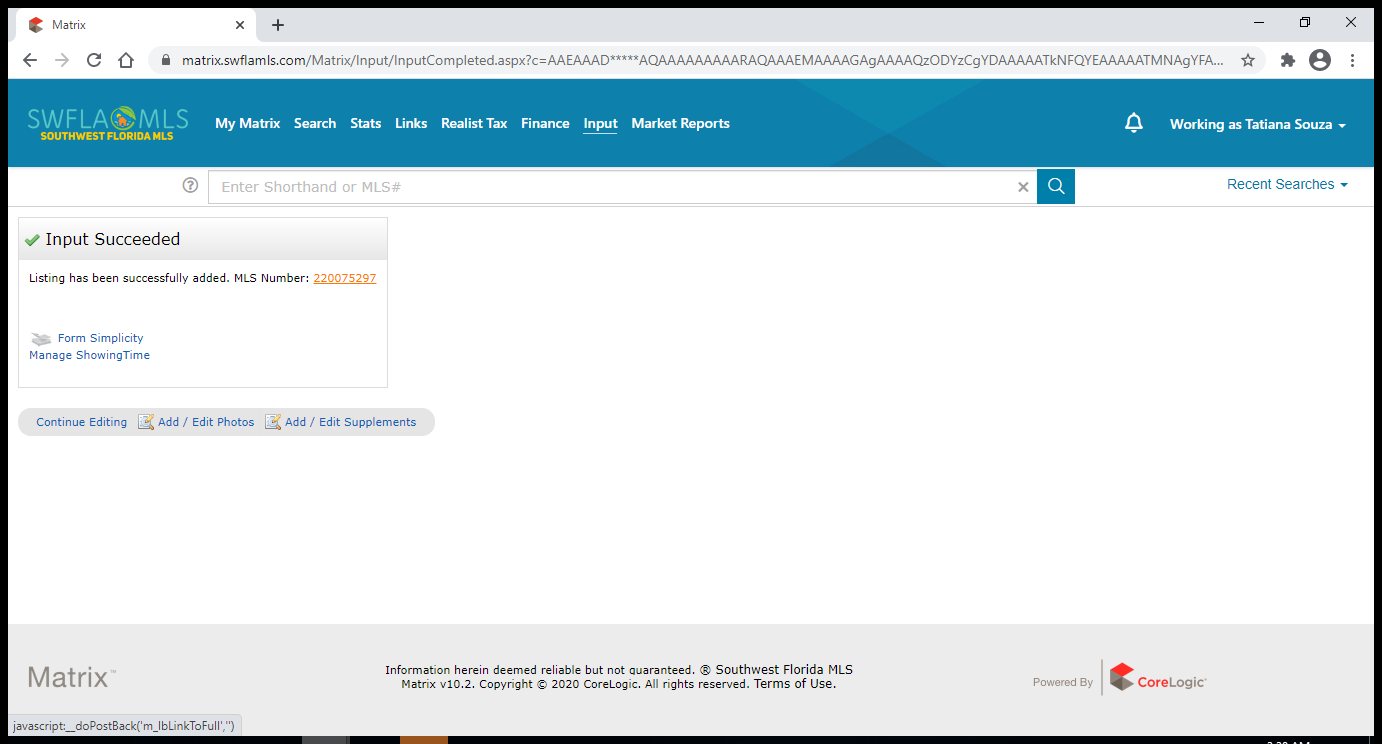 Matrix
matrix.swflamls.com/Matrix/Input/InputCompleted.aspx?c=AAEAAAD*****AQAAAAAAAAARAQAAAEMAAAAGAgAAAAQzODYzCgYDAAAAATkNFQYEAAAAATMNAgYFA...
SWFLA MLS
SOUTHWEST FLORIDA MLS
My Matrix Search Stats Links Realist Tax Finance Input Market Reports
Working as Tatiana Souza
Enter Shorthand or MLS#
Recent Searches
Input Succeeded
Listing has been successfully added. MLS Number: 220075297
Form Simplicity
Manage ShowingTime
Continue Editing Add / Edit Photos Add / Edit Supplements
Matrix™
Information herein deemed reliable but not guaranteed. ® Southwest Florida MLS
Matrix v10.2. Copyright © 2020 CoreLogic. All rights reserved. Terms of Use.
Powered By CoreLogic
javascript:__doPostBack('m_lbLinkToFull','')